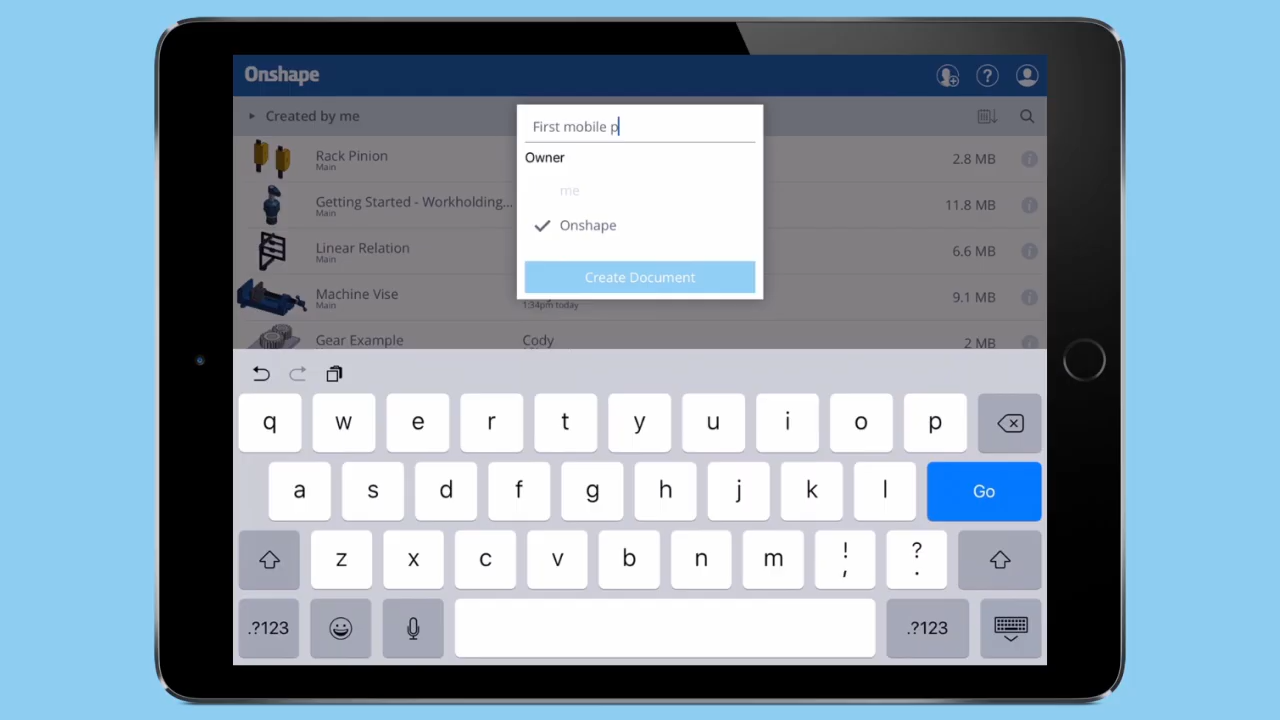 Onshape
?
Created by me
First mobile p
Owner
me
Onshape
Create Document
Rack Pinion
Main
2.8 MB
Getting Started - Workholding...
Main
11.8 MB
Linear Relation
Main
6.6 MB
Machine Vise
Main
1:34pm today
9.1 MB
Gear Example
Cody
2 MB
q w e r t y u i o p
a s d f g h j k l Go
z x c v b n m ! , ? .
.?123 .?123